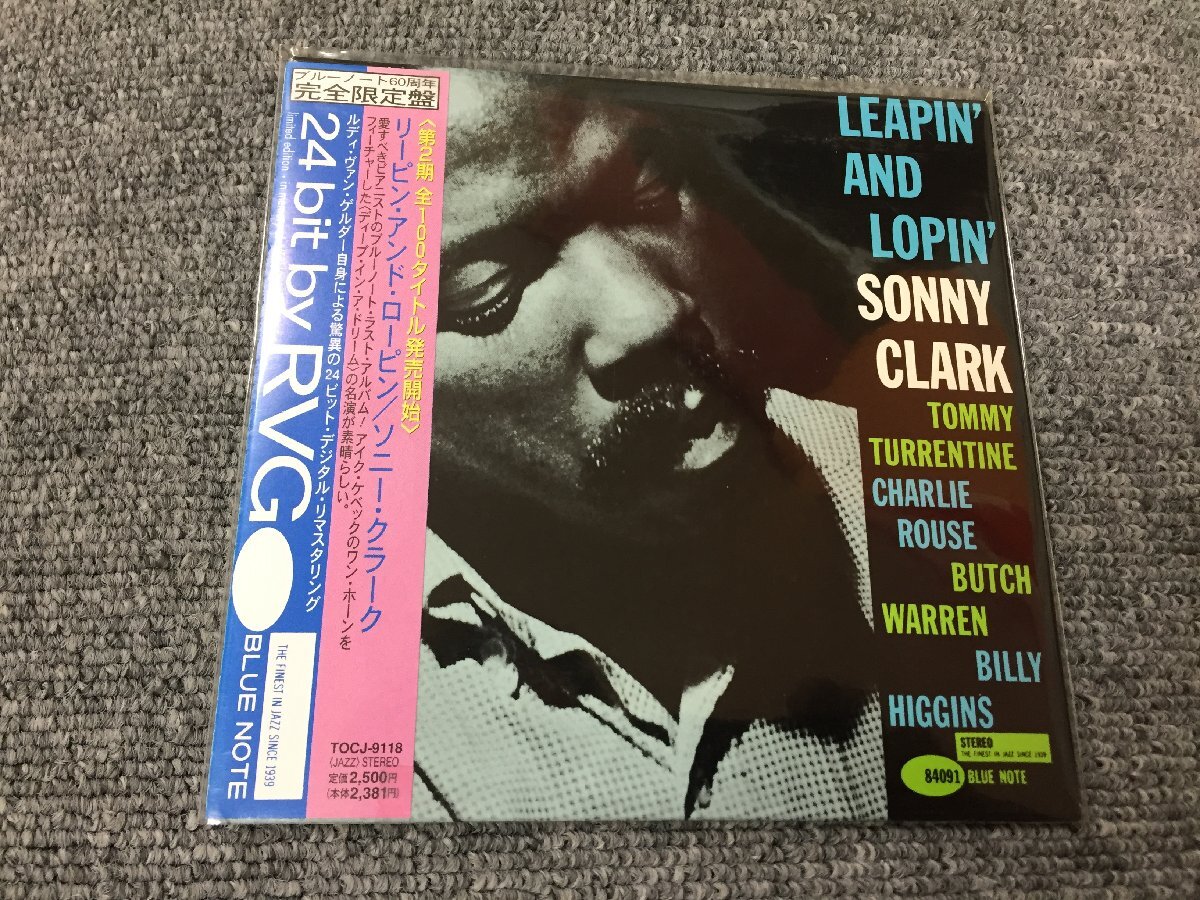 ブルーノート60周年
完全限定盤
〈第2期 全100タイトル発売開始〉
リーピン・アンド・ローピン／ソニー・クラーク
愛すべきピアニストのブルーノート・ラスト・アルバム！アイク・ケベックのワン・ホーンを
フィーチャーした〈ディープ・イン・ア・ドリーム〉の名演が素晴らしい。
ルディ・ヴァン・ゲルダー自身による驚異の24ビット・デジタル・リマスタリング
24 bit by RVG
limited edition
BLUE NOTE
THE FINEST IN JAZZ SINCE 1939
TOCJ-9118
(JAZZ) STEREO
定価2,500円
(本体2,381円)
LEAPIN'
AND
LOPIN'
SONNY
CLARK
TOMMY
TURRENTINE
CHARLIE
ROUSE
BUTCH
WARREN
BILLY
HIGGINS
STEREO
THE FINEST IN JAZZ SINCE 1939
84091 BLUE NOTE